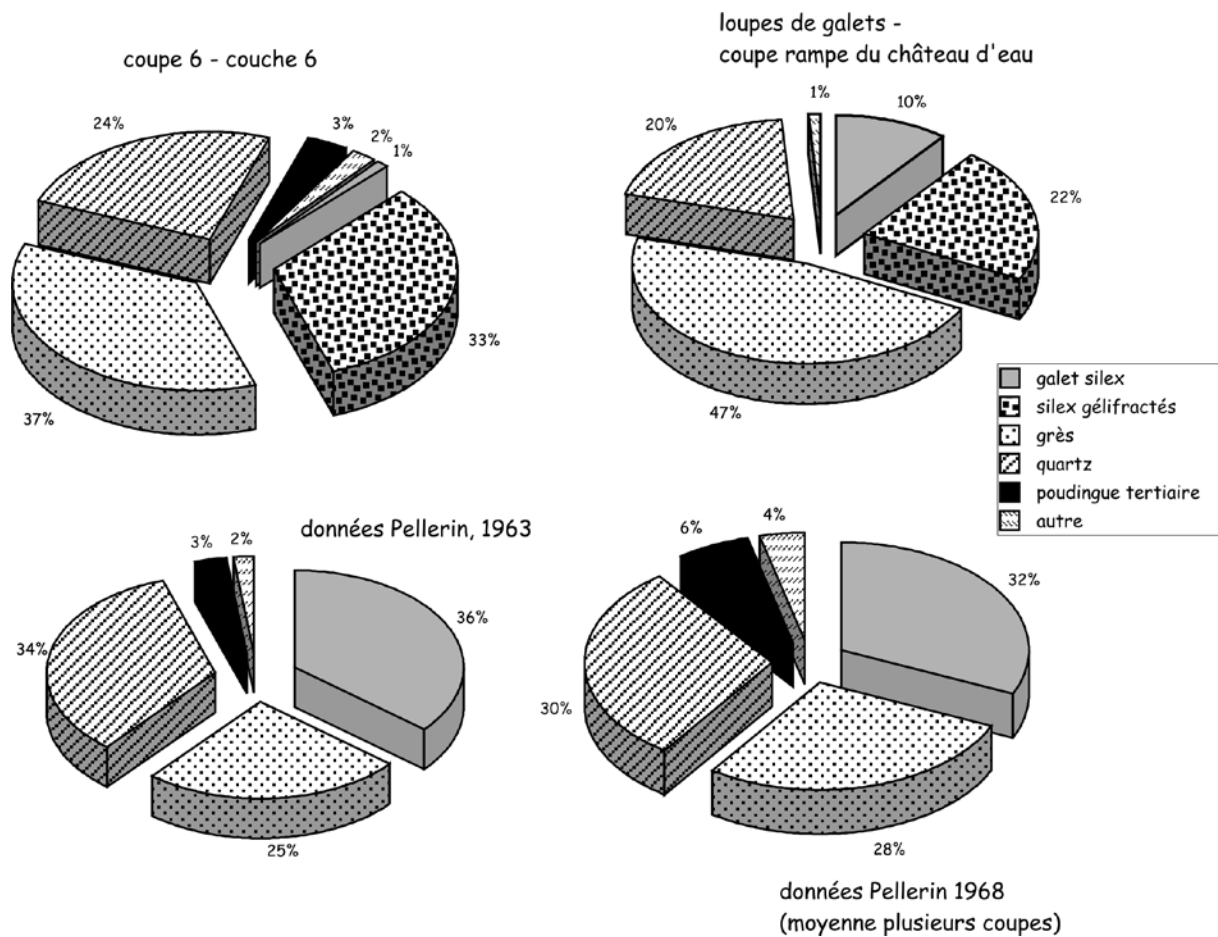 coupe 6 - couche 6
24%
3%
2%
1%
33%
37%
loupes de galets -
coupe rampe du château d'eau
1%
10%
20%
22%
47%
galet silex
silex gélifractés
grès
quartz
poudingue tertiaire
autre
données Pellerin, 1963
3%
2%
36%
34%
25%
6%
4%
32%
30%
28%
données Pellerin 1968
(moyenne plusieurs coupes)